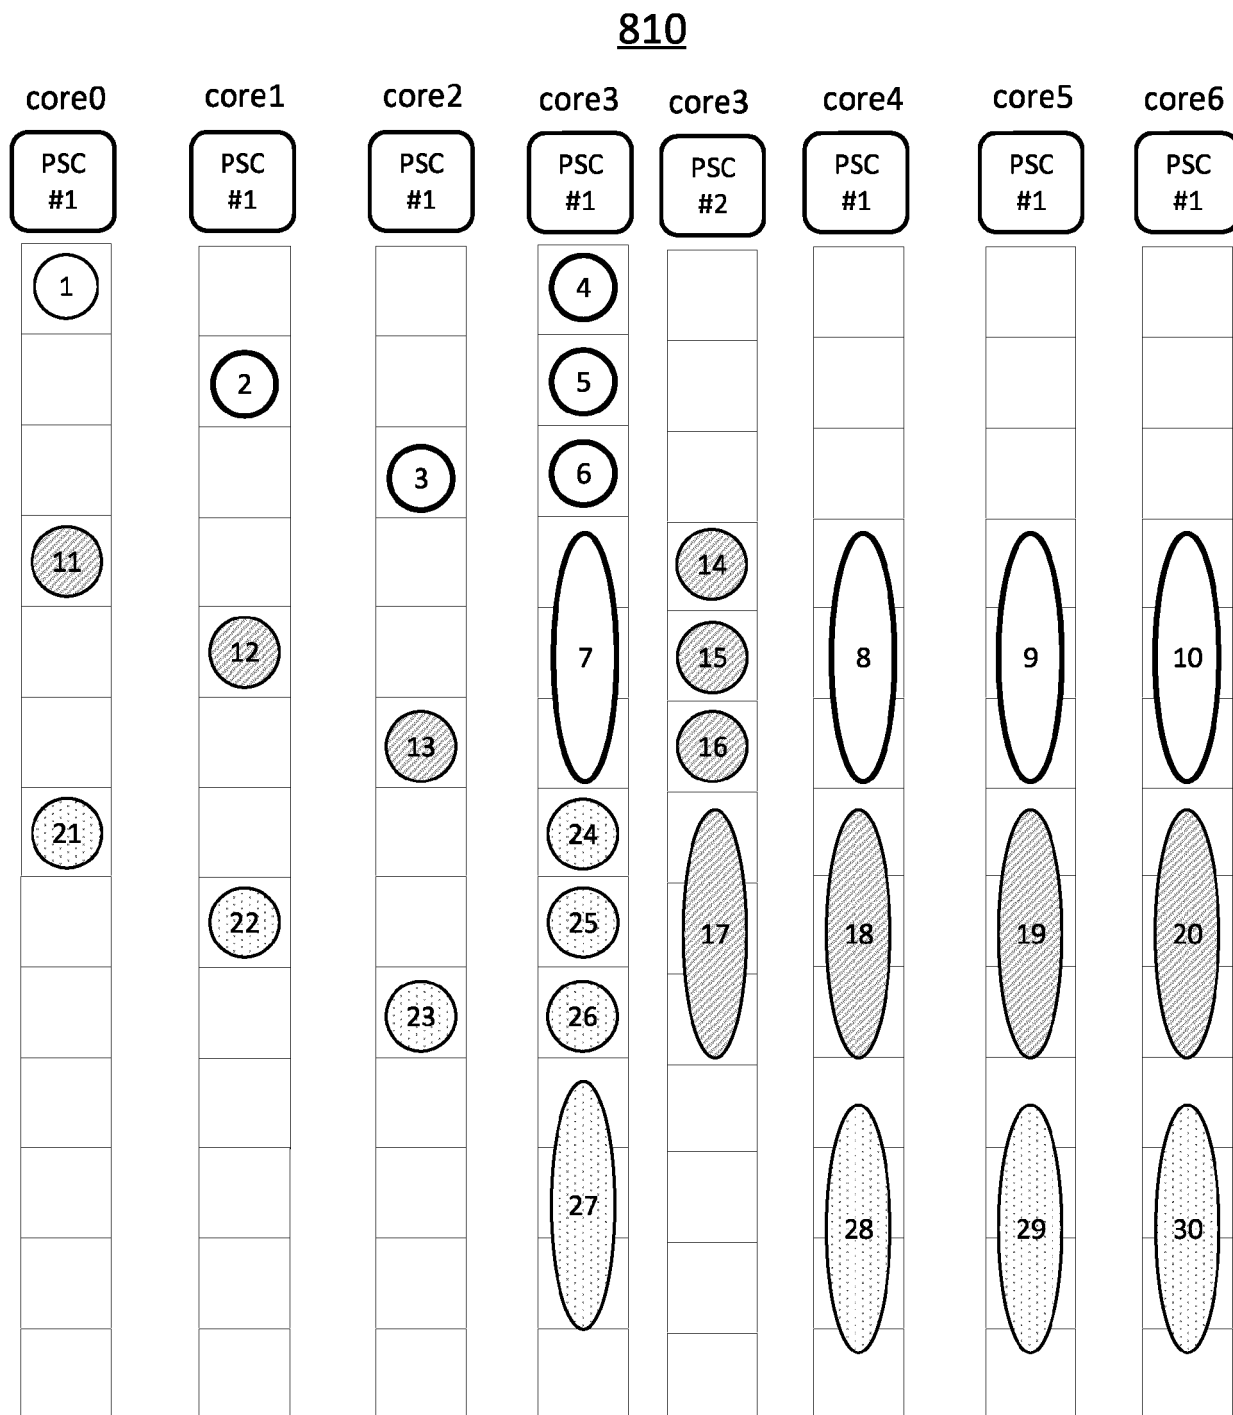 810
core0 core1 core2 core3 core3 core4 core5 core6
PSC PSC PSC PSC PSC PSC PSC PSC
#1 #1 #1 #1 #2 #1 #1 #1
1 4
2 5
3 6
11 14
12 7 15 8 9 10
13 16
21 24
22 25 17 18 19 20
23 26
27
28 29 30